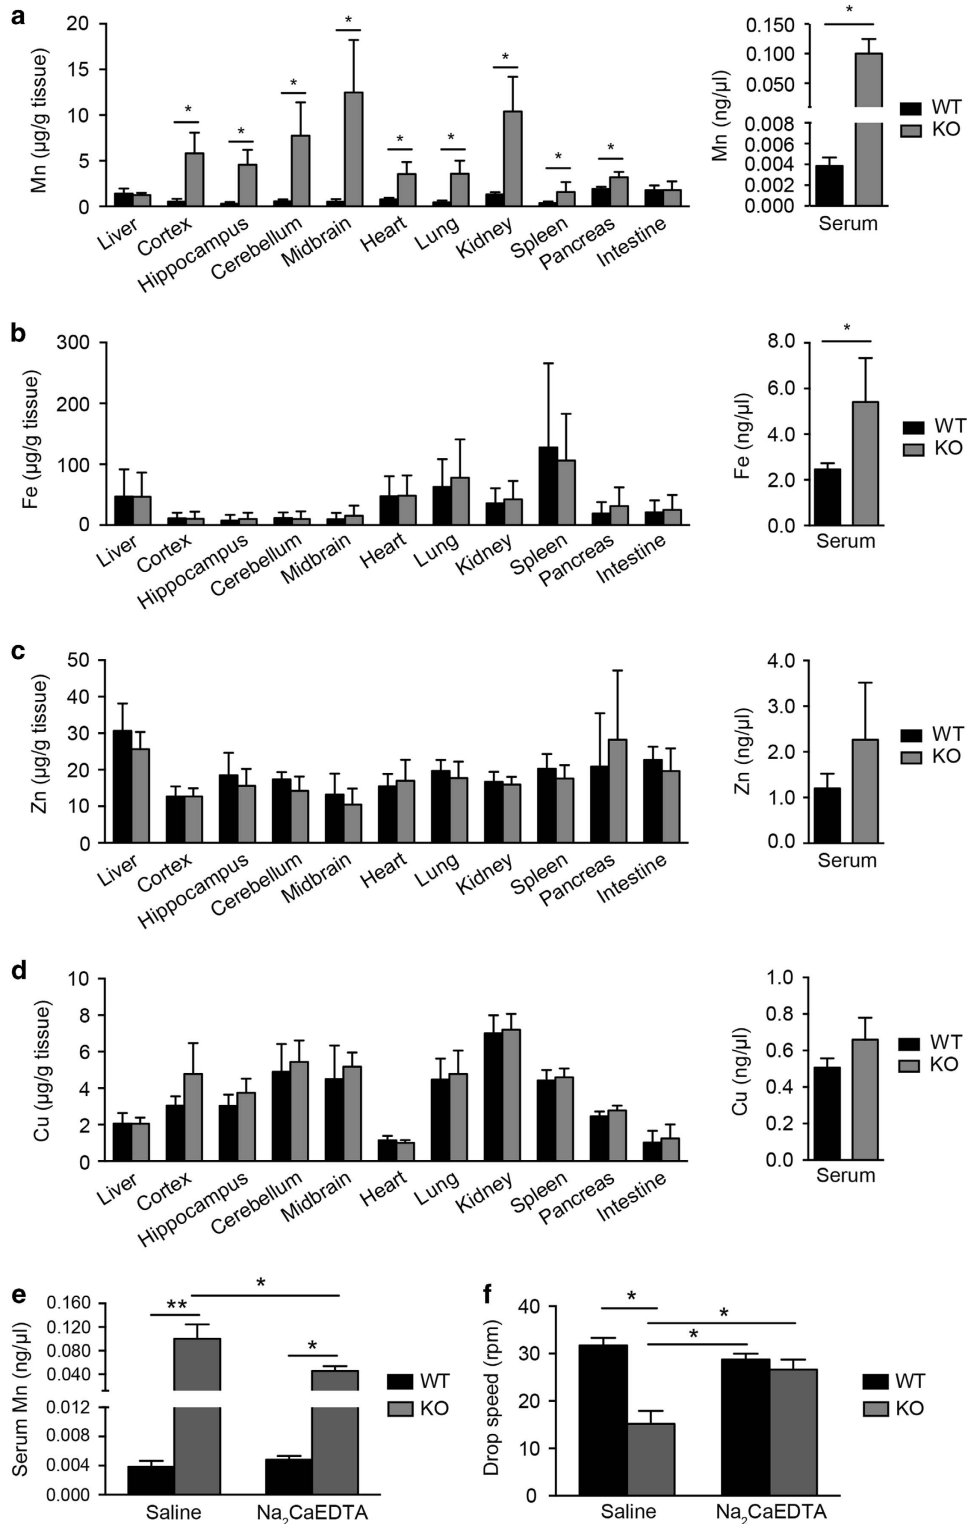 a
Mn (µg/g tissue)
20
15
10
5
0
*
*
*
*
*
*
*
*
*
Liver
Cortex
Hippocampus
Cerebellum
Midbrain
Heart
Lung
Kidney
Spleen
Pancreas
Intestine
Mn (ng/µl)
0.150
0.100
0.050
0.008
0.006
0.004
0.002
0.000
*
Serum
WT
KO
b
Fe (µg/g tissue)
300
200
100
0
Liver
Cortex
Hippocampus
Cerebellum
Midbrain
Heart
Lung
Kidney
Spleen
Pancreas
Intestine
Fe (ng/µl)
8.0
6.0
4.0
2.0
0.0
*
Serum
WT
KO
c
Zn (µg/g tissue)
50
40
30
20
10
0
Liver
Cortex
Hippocampus
Cerebellum
Midbrain
Heart
Lung
Kidney
Spleen
Pancreas
Intestine
Zn (ng/µl)
4.0
3.0
2.0
1.0
0.0
Serum
WT
KO
d
Cu (µg/g tissue)
10
8
6
4
2
0
Liver
Cortex
Hippocampus
Cerebellum
Midbrain
Heart
Lung
Kidney
Spleen
Pancreas
Intestine
Cu (ng/µl)
1.0
0.8
0.6
0.4
0.2
0.0
Serum
WT
KO
e
Serum Mn (ng/µl)
0.160
0.120
0.080
0.040
0.012
0.008
0.004
0.000
**
*
*
Saline
Na₂CaEDTA
WT
KO
f
Drop speed (rpm)
40
30
20
10
0
*
*
*
Saline
Na₂CaEDTA
WT
KO